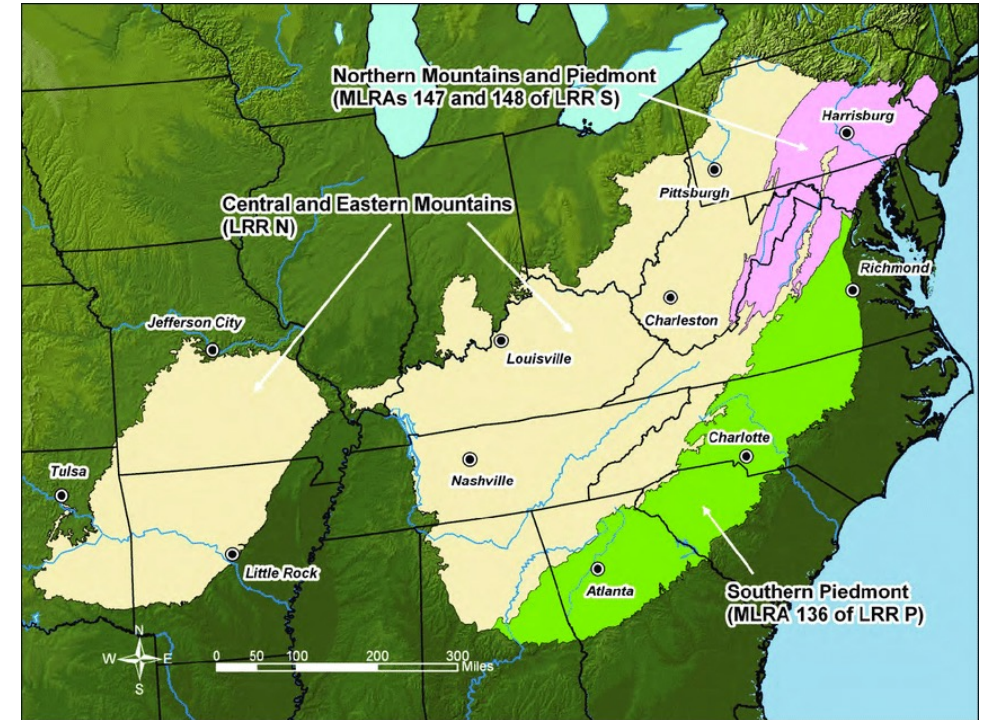 Northern Mountains and Piedmont
(MLRAs 147 and 148 of LRR S)
Harrisburg
Pittsburgh
Central and Eastern Mountains
(LRR N)
Richmond
Charleston
Jefferson City
Louisville
Charlotte
Tulsa
Nashville
Little Rock
Atlanta
Southern Piedmont
(MLRA 136 of LRR P)
N
W E
S
0 50 100 200 300
Miles